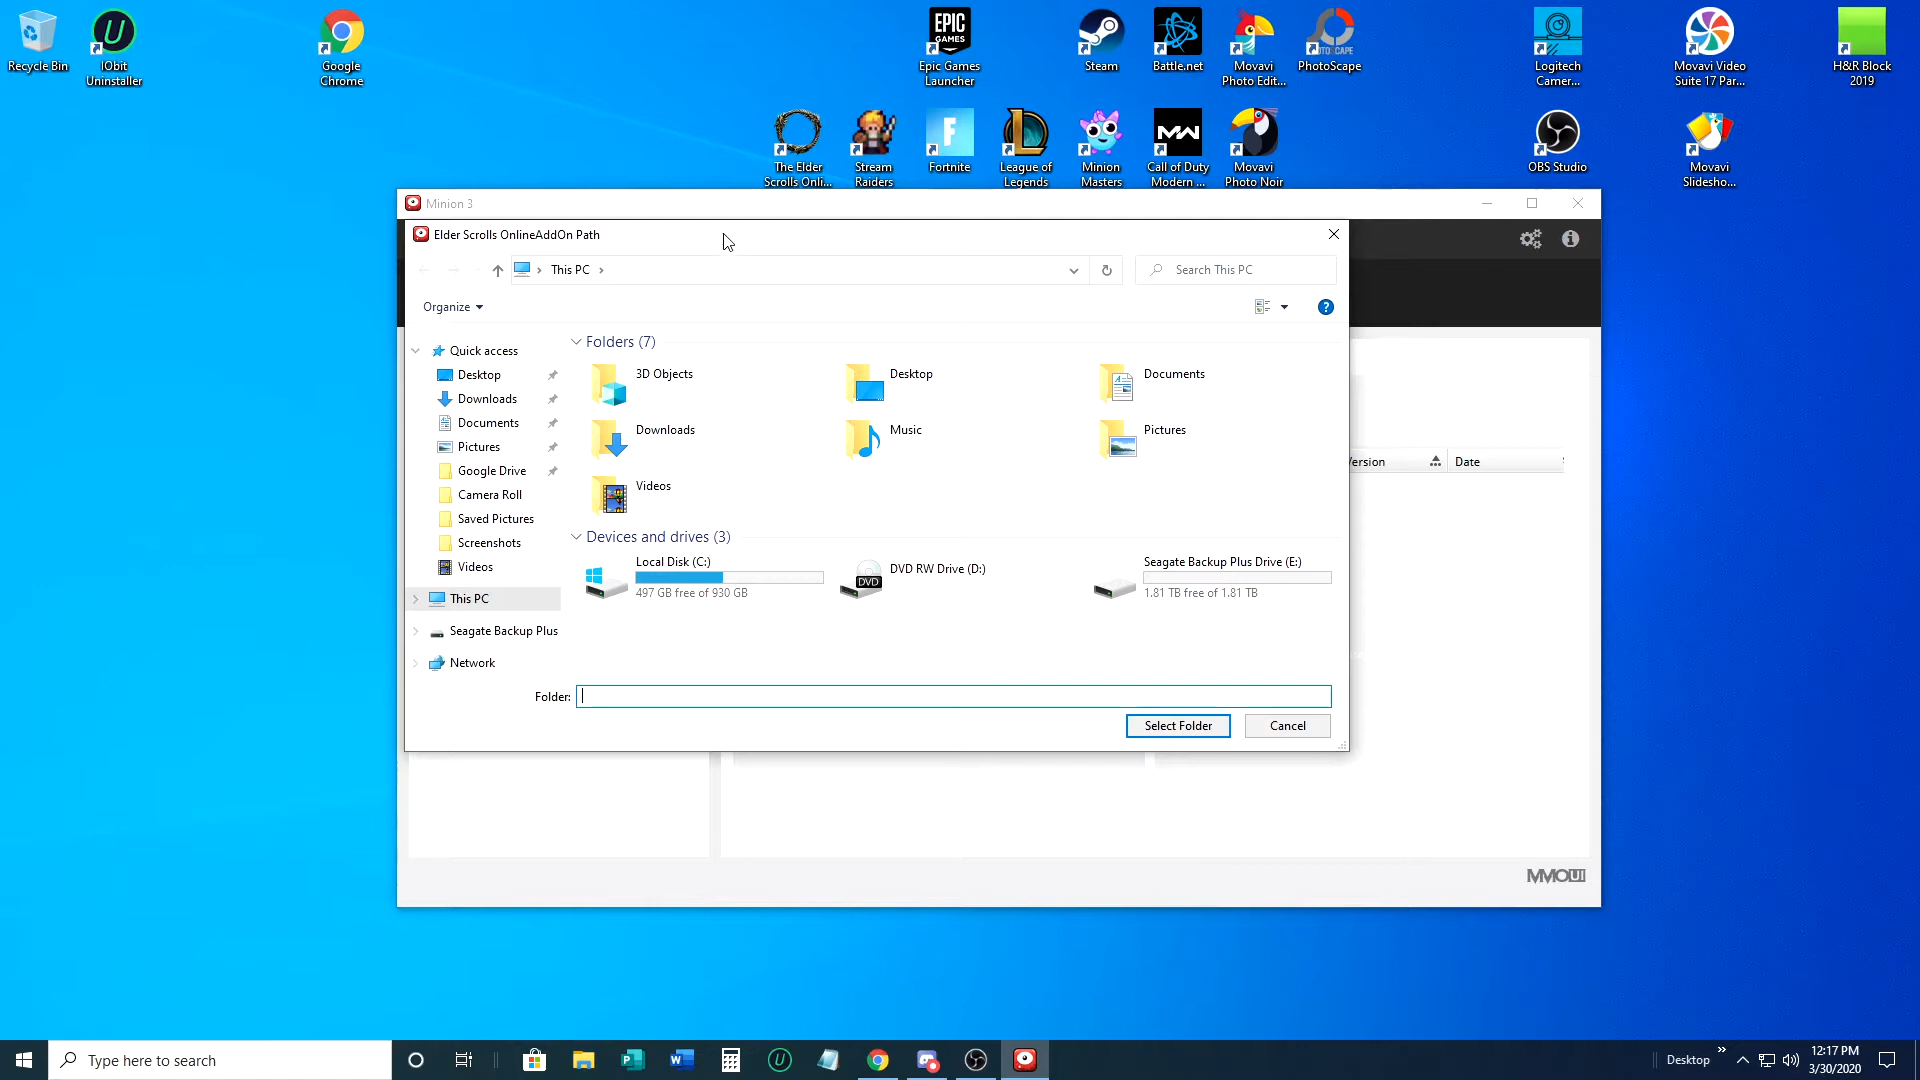 Recycle Bin
IObit
Uninstaller
Google
Chrome
EPIC
GAMES
Epic Games
Launcher
Steam
Battle.net
Movavi
Photo Edit...
PhotoScape
Logitech
Camer...
Movavi Video
Suite 17 Par...
H&R Block
2019
The Elder
Scrolls Onli...
Stream
Raiders
Fortnite
League of
Legends
Minion
Masters
MW
Call of Duty
Modern ...
Movavi
Photo Noir
OBS Studio
Movavi
Slidesho...
Minion 3
Elder Scrolls OnlineAddOn Path
This PC
Search This PC
Organize
Quick access
Desktop
Downloads
Documents
Pictures
Google Drive
Camera Roll
Saved Pictures
Screenshots
Videos
This PC
Seagate Backup Plus
Network
Folders (7)
3D Objects
Desktop
Documents
Downloads
Music
Pictures
Videos
Devices and drives (3)
Local Disk (C:)
497 GB free of 930 GB
DVD
DVD RW Drive (D:)
Seagate Backup Plus Drive (E:)
1.81 TB free of 1.81 TB
Folder:
Select Folder
Cancel
ersion
Date
MMOUI
Type here to search
Desktop
12:17 PM
3/30/2020